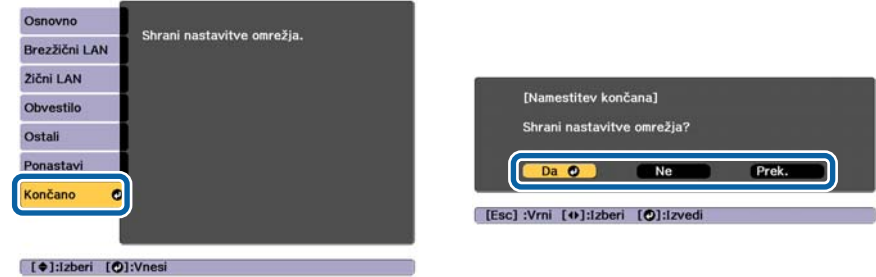 Osnovno
Brezžični LAN
Žični LAN
Obvestilo
Ostali
Ponastavi
Končano
Shrani nastavitve omrežja.
[◆]:Izberi [⏎]:Vnesi
[Namestitev končana]
Shrani nastavitve omrežja?
Da ⏎ Ne Prek.
[Esc] :Vrni [◀▶]:Izberi [⏎]:Izvedi